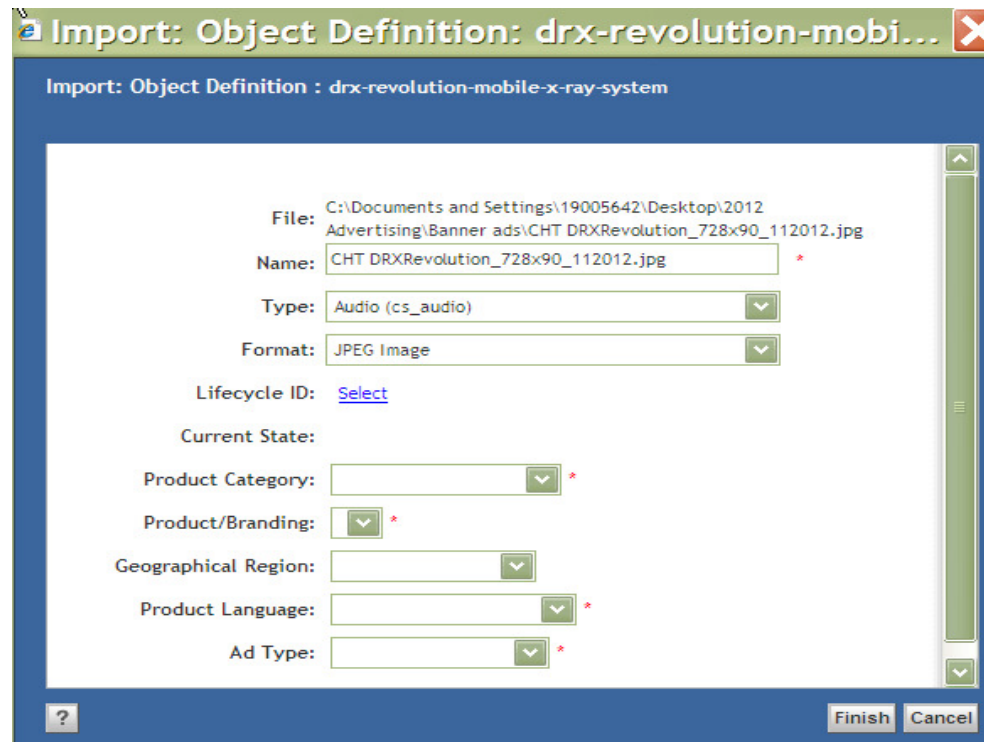 Import: Object Definition: drx-revolution-mobi...
Import: Object Definition : drx-revolution-mobile-x-ray-system
File: C:\Documents and Settings\19005642\Desktop\2012
Advertising\Banner ads\CHT DRXRevolution_728x90_112012.jpg
Name: CHT DRXRevolution_728x90_112012.jpg *
Type: Audio (cs_audio)
Format: JPEG Image
Lifecycle ID: Select
Current State:
Product Category: *
Product/Branding: *
Geographical Region:
Product Language: *
Ad Type: *
? Finish Cancel